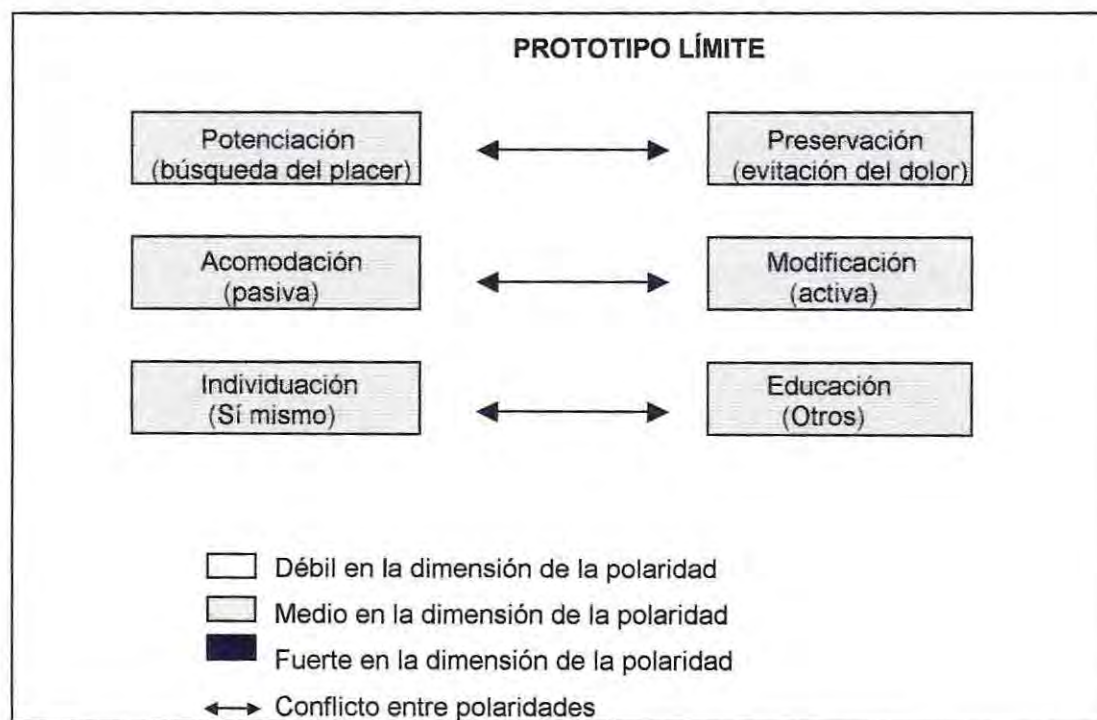 PROTOTIPO LÍMITE
Potenciación
(búsqueda del placer)
Preservación
(evitación del dolor)
Acomodación
(pasiva)
Modificación
(activa)
Individuación
(Sí mismo)
Educación
(Otros)
Débil en la dimensión de la polaridad
Medio en la dimensión de la polaridad
Fuerte en la dimensión de la polaridad
Conflicto entre polaridades